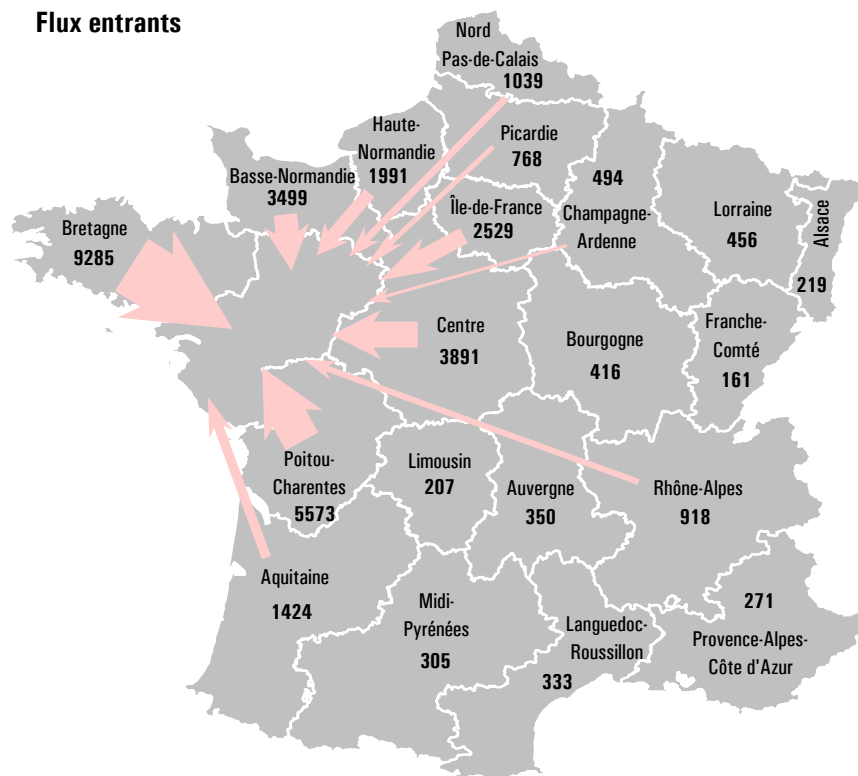 Flux entrants
Nord
Pas-de-Calais
1039
Haute-
Normandie
1991
Picardie
768
Basse-Normandie
3499
494
Champagne-
Ardenne
Île-de-France
2529
Lorraine
456
Alsace
219
Bretagne
9285
Centre
3891
Bourgogne
416
Franche-
Comté
161
Poitou-
Charentes
5573
Limousin
207
Auvergne
350
Rhône-Alpes
918
Aquitaine
1424
Midi-
Pyrénées
305
Languedoc-
Roussillon
333
271
Provence-Alpes-
Côte d'Azur